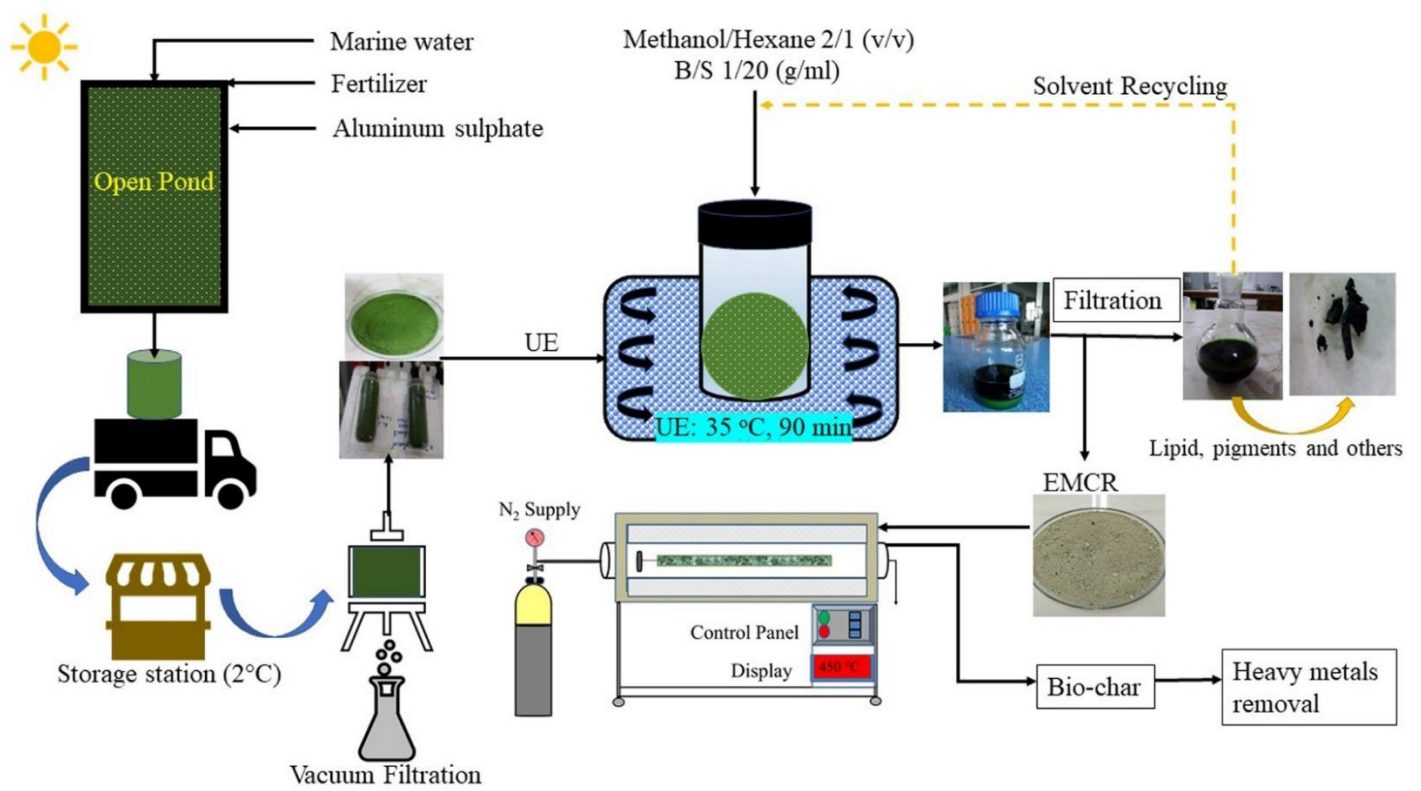 Marine water
Fertilizer
Aluminum sulphate
Open Pond
Methanol/Hexane 2/1 (v/v)
B/S 1/20 (g/ml)
Solvent Recycling
UE
UE: 35 °C, 90 min
Filtration
Lipid, pigments and others
EMCR
N₂ Supply
Control Panel
Display
450 °C
Storage station (2°C)
Vacuum Filtration
Bio-char
Heavy metals
removal